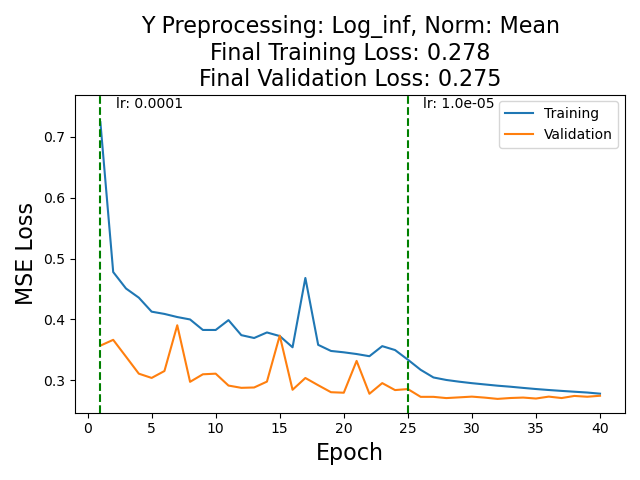 Y Preprocessing: Log_inf, Norm: Mean
Final Training Loss: 0.278
Final Validation Loss: 0.275
lr: 0.0001
lr: 1.0e-05
Training
Validation
0.7
0.6
0.5
0.4
0.3
MSE Loss
0
5
10
15
20
25
30
35
40
Epoch